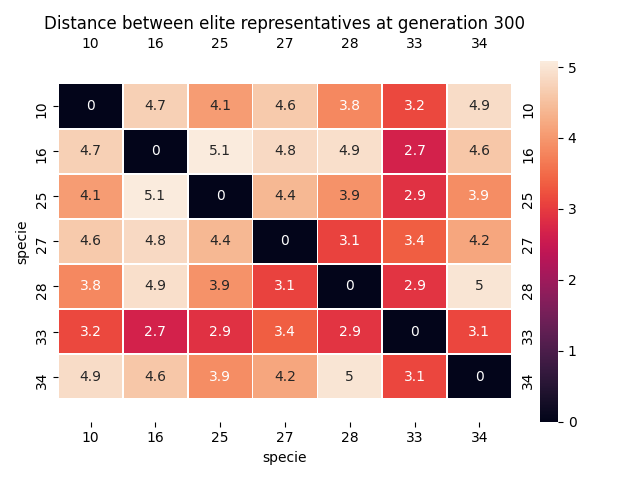 Distance between elite representatives at generation 300
10 16 25 27 28 33 34
10 0 4.7 4.1 4.6 3.8 3.2 4.9 10
16 4.7 0 5.1 4.8 4.9 2.7 4.6 16
25 4.1 5.1 0 4.4 3.9 2.9 3.9 25
27 4.6 4.8 4.4 0 3.1 3.4 4.2 27
28 3.8 4.9 3.9 3.1 0 2.9 5 28
33 3.2 2.7 2.9 3.4 2.9 0 3.1 33
34 4.9 4.6 3.9 4.2 5 3.1 0 34
10 16 25 27 28 33 34
specie
specie
5
4
3
2
1
0